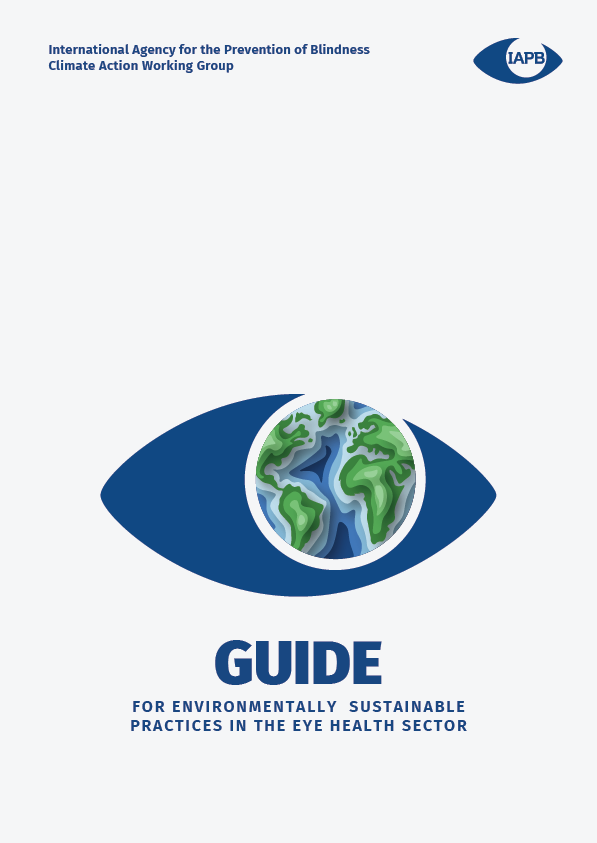 International Agency for the Prevention of Blindness
Climate Action Working Group
IAPB
GUIDE
FOR ENVIRONMENTALLY SUSTAINABLE
PRACTICES IN THE EYE HEALTH SECTOR